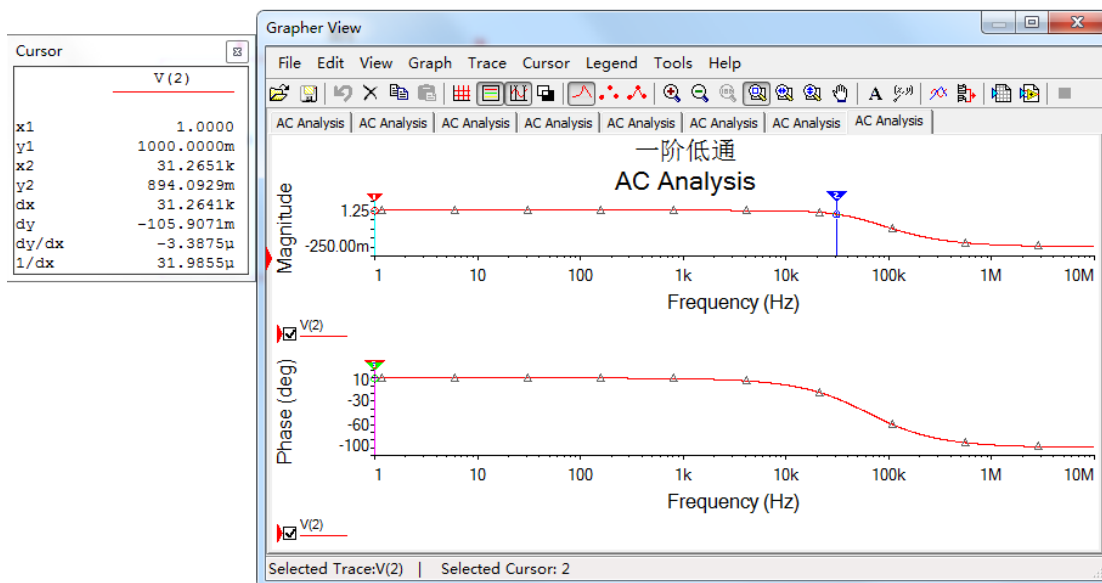 Cursor
V(2)
x1 1.0000
y1 1000.0000m
x2 31.2651k
y2 894.0929m
dx 31.2641k
dy -105.9071m
dy/dx -3.3875µ
1/dx 31.9855µ
Grapher View
File Edit View Graph Trace Cursor Legend Tools Help
AC Analysis AC Analysis AC Analysis AC Analysis AC Analysis AC Analysis AC Analysis AC Analysis
一阶低通
AC Analysis
Magnitude
1.25
-250.00m
1 10 100 1k 10k 100k 1M 10M
Frequency (Hz)
V(2)
Phase (deg)
10
-30
-60
-100
1 10 100 1k 10k 100k 1M 10M
Frequency (Hz)
V(2)
Selected Trace:V(2) | Selected Cursor: 2